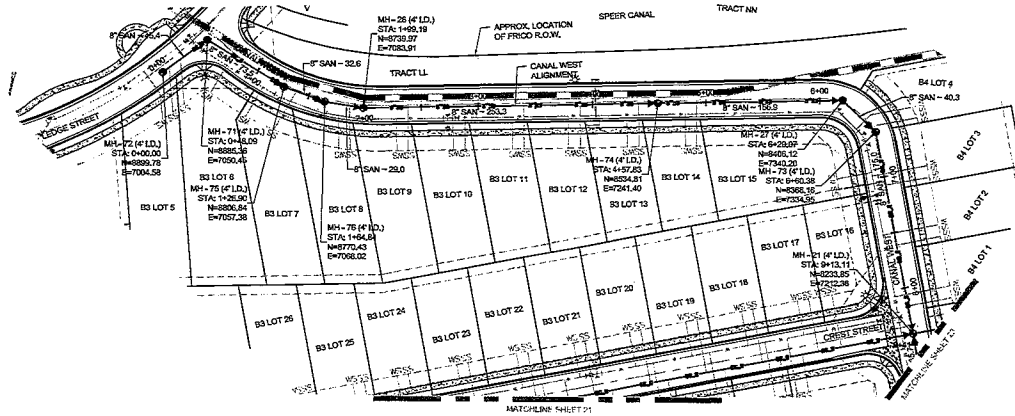 SPEER CANAL
TRACT NN
MH-26 (4' I.D.)
STA: 1+99.19
N=8739.97
E=7083.91
APPROX. LOCATION
OF FRICO R.O.W.
8" SAN ~ 32.6
TRACT LL
CANAL WEST
ALIGNMENT
8" SAN ~ 253.3
8" SAN ~ 156.9
6+00
B4 LOT 4
8" SAN ~ 40.3
MH-72 (4' I.D.)
STA: 0+00.00
N=8899.78
E=7004.58
MH-71 (4' I.D.)
STA: 0+48.09
N=8885.36
E=7050.45
MH-75 (4' I.D.)
STA: 1+26.90
N=8806.84
E=7057.38
MH-76 (4' I.D.)
STA: 1+64.84
N=8770.43
E=7068.02
8" SAN ~ 29.0
MH-74 (4' I.D.)
STA: 4+57.83
N=8534.81
E=7241.40
MH-27 (4' I.D.)
STA: 6+29.07
N=8406.12
E=7340.20
MH-73 (4' I.D.)
STA: 6+60.38
N=8368.16
E=7334.95
MH-21 (4' I.D.)
STA: 9+13.11
N=8233.85
E=7212.36
B3 LOT 5
B3 LOT 6
B3 LOT 7
B3 LOT 8
B3 LOT 9
B3 LOT 10
B3 LOT 11
B3 LOT 12
B3 LOT 13
B3 LOT 14
B3 LOT 15
B3 LOT 16
B3 LOT 17
B3 LOT 18
B3 LOT 19
B3 LOT 20
B3 LOT 21
B3 LOT 22
B3 LOT 23
B3 LOT 24
B3 LOT 25
B3 LOT 26
B4 LOT 3
B4 LOT 2
B4 LOT 1
CANAL WEST
CREST STREET
MATCHLINE SHEET 21